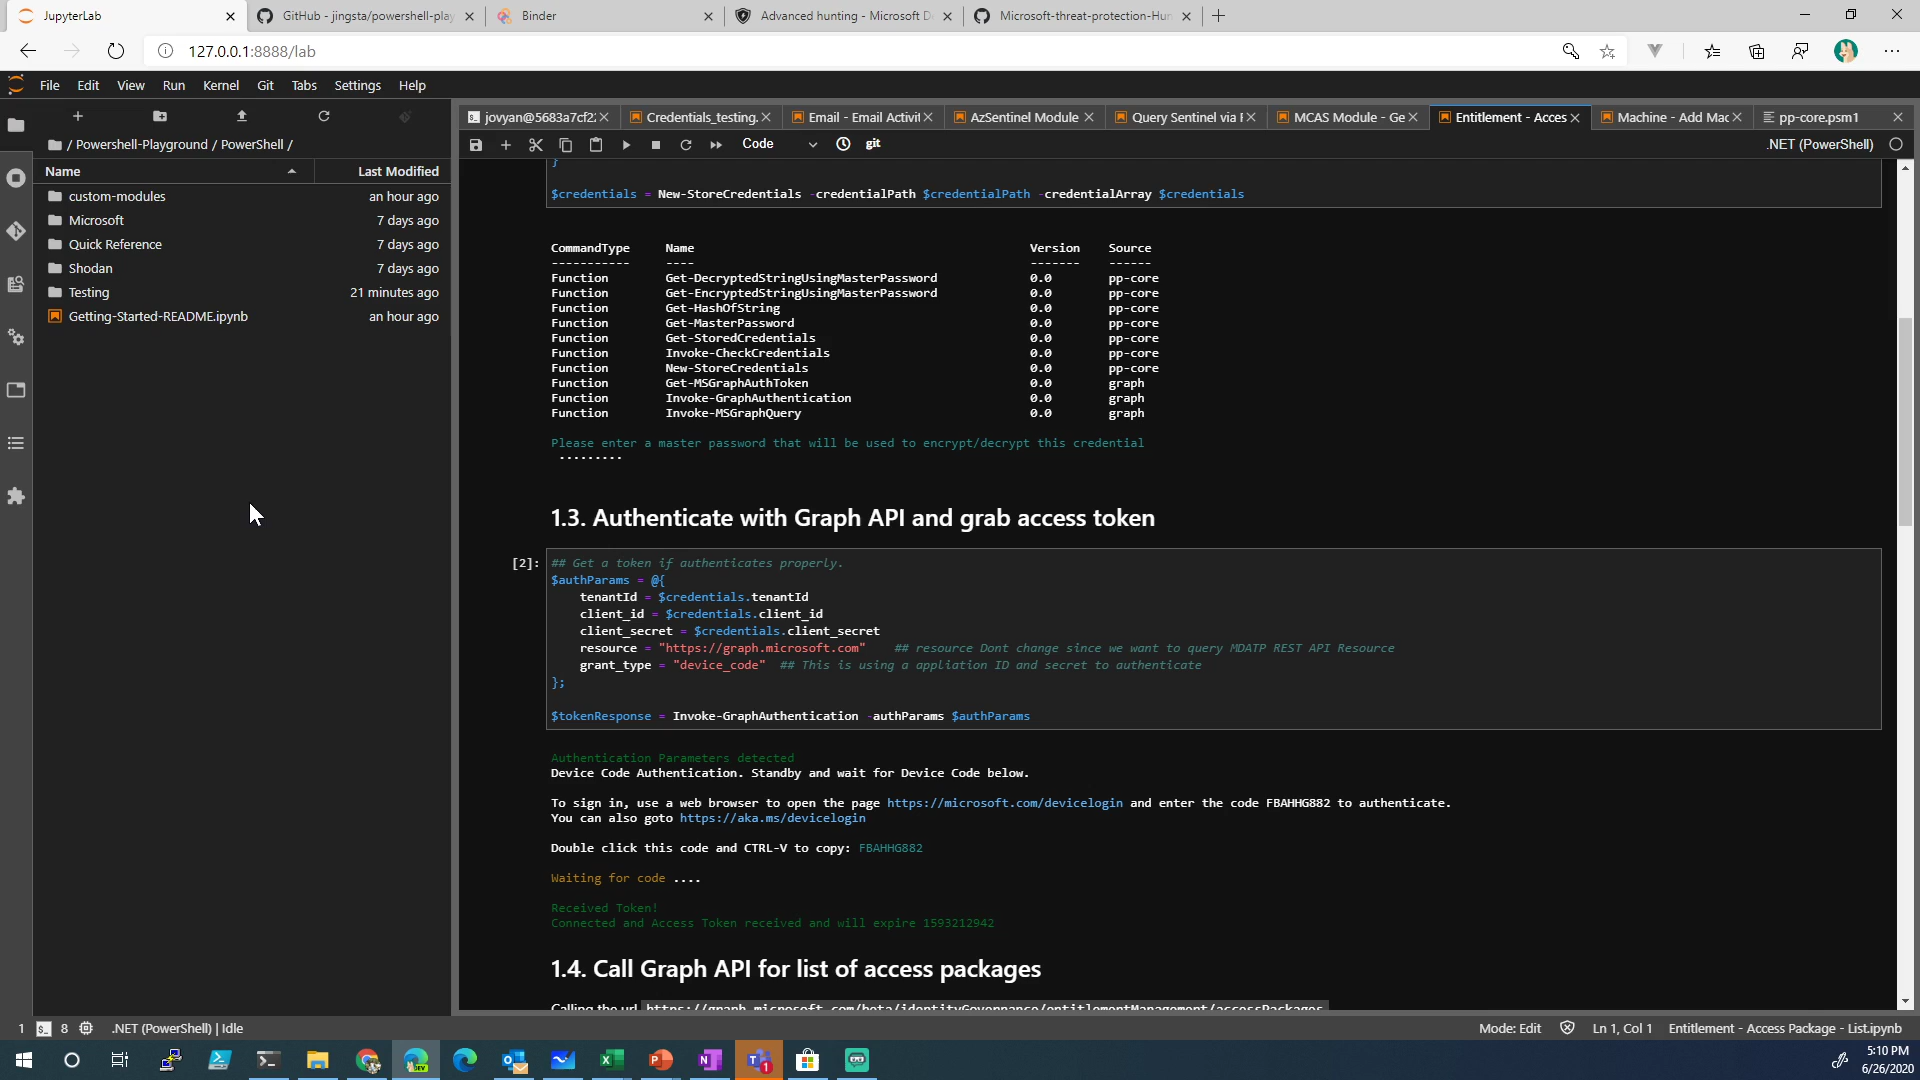 JupyterLab
GitHub - jingsta/powershell-play
Binder
Advanced hunting - Microsoft D
Microsoft-threat-protection-Hun
127.0.0.1:8888/lab
File Edit View Run Kernel Git Tabs Settings Help
/ Powershell-Playground / PowerShell /
Name Last Modified
custom-modules an hour ago
Microsoft 7 days ago
Quick Reference 7 days ago
Shodan 7 days ago
Testing 21 minutes ago
Getting-Started-README.ipynb an hour ago
jovyan@5683a7cf2
Credentials_testing.
Email - Email Activit
AzSentinel Module
Query Sentinel via
MCAS Module - Ge
Entitlement - Acces
Machine - Add Mac
pp-core.psm1
Code
git
.NET (PowerShell)
}
$credentials = New-StoreCredentials -credentialPath $credentialPath -credentialArray $credentials
CommandType Name Version Source
----------- ---- ------- ------
Function Get-DecryptedStringUsingMasterPassword 0.0 pp-core
Function Get-EncryptedStringUsingMasterPassword 0.0 pp-core
Function Get-HashOfString 0.0 pp-core
Function Get-MasterPassword 0.0 pp-core
Function Get-StoredCredentials 0.0 pp-core
Function Invoke-CheckCredentials 0.0 pp-core
Function New-StoreCredentials 0.0 pp-core
Function Get-MSGraphAuthToken 0.0 graph
Function Invoke-GraphAuthentication 0.0 graph
Function Invoke-MSGraphQuery 0.0 graph
Please enter a master password that will be used to encrypt/decrypt this credential
·········
1.3. Authenticate with Graph API and grab access token
[2]:
## Get a token if authenticates properly.
$authParams = @{
tenantId = $credentials.tenantId
client_id = $credentials.client_id
client_secret = $credentials.client_secret
resource = "https://graph.microsoft.com" ## resource Dont change since we want to query MDATP REST API Resource
grant_type = "device_code" ## This is using a appliation ID and secret to authenticate
};
$tokenResponse = Invoke-GraphAuthentication -authParams $authParams
Authentication Parameters detected
Device Code Authentication. Standby and wait for Device Code below.
To sign in, use a web browser to open the page https://microsoft.com/devicelogin and enter the code FBAHHG882 to authenticate.
You can also goto https://aka.ms/devicelogin
Double click this code and CTRL-V to copy: FBAHHG882
Waiting for code ....
Received Token!
Connected and Access Token received and will expire 1593212942
1.4. Call Graph API for list of access packages
Calling the url https://graph.microsoft.com/beta/identityGovernance/entitlementManagement/accessPackages
1 8 .NET (PowerShell) | Idle
Mode: Edit Ln 1, Col 1 Entitlement - Access Package - List.ipynb
DEV
1
5:10 PM
6/26/2020